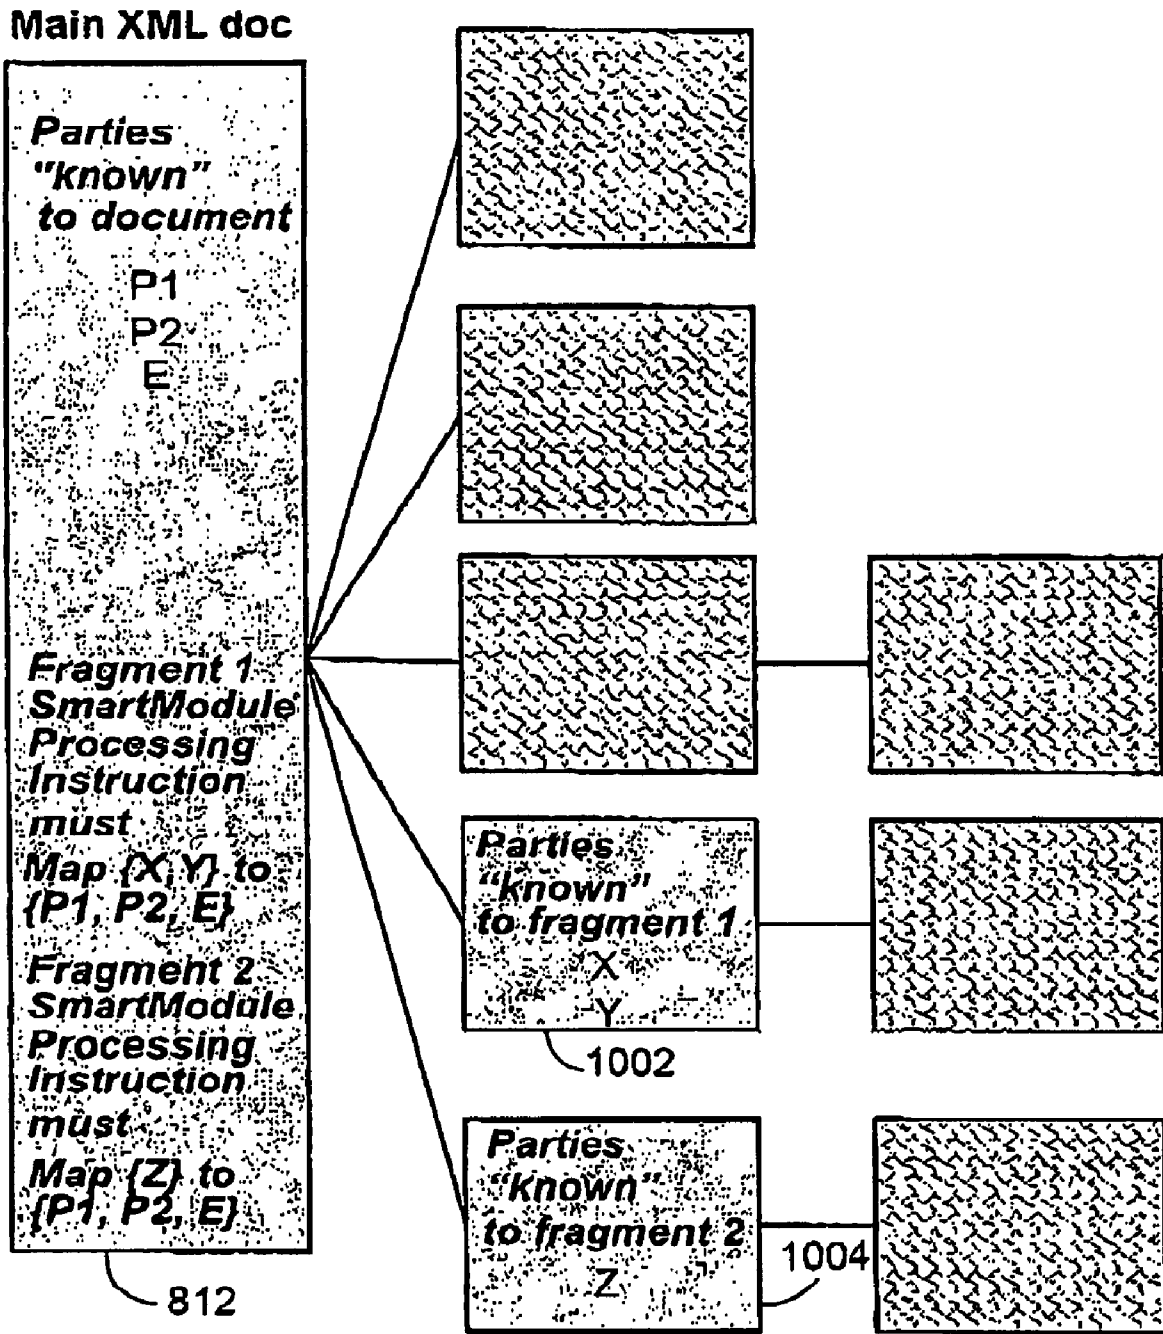 Main XML doc
Parties
"known"
to document
P1
P2
E
Fragment 1
SmartModule
Processing
Instruction
must
Map {X,Y} to
{P1, P2, E}
Fragment 2
SmartModule
Processing
Instruction
must
Map {Z} to
{P1, P2, E}
812
Parties
"known"
to fragment 1
X
Y
1002
Parties
"known"
to fragment 2
Z
1004